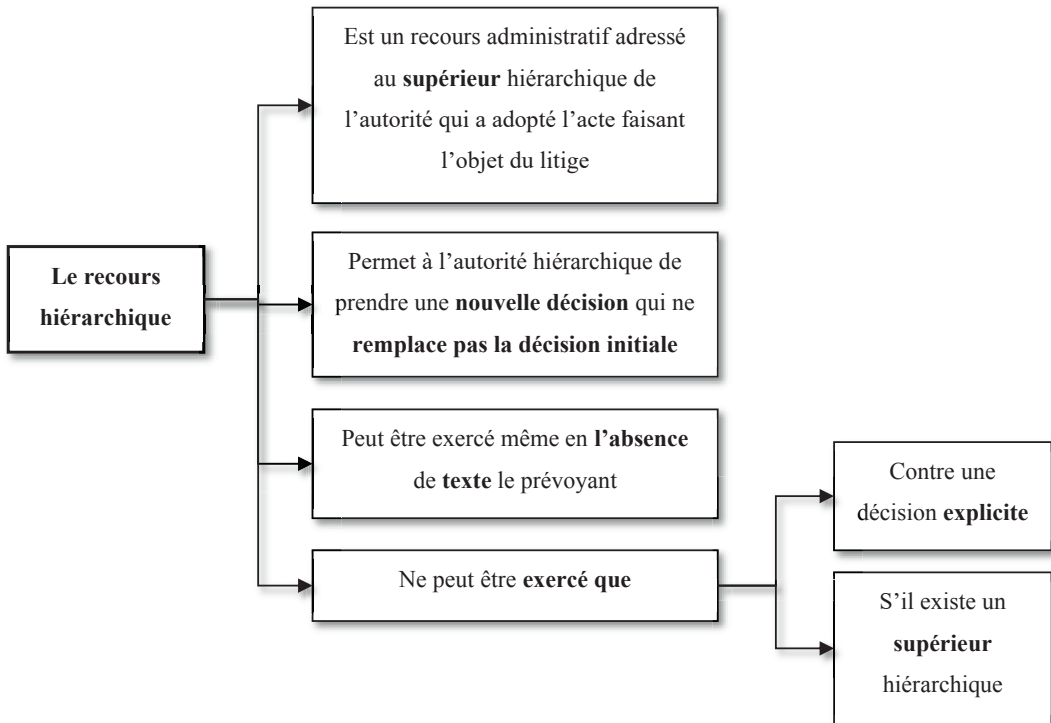 Est un recours administratif adressé
au supérieur hiérarchique de
l’autorité qui a adopté l’acte faisant
l’objet du litige
Le recours
hiérarchique
Permet à l’autorité hiérarchique de
prendre une nouvelle décision qui ne
remplace pas la décision initiale
Peut être exercé même en l’absence
de texte le prévoyant
Ne peut être exercé que
Contre une
décision explicite
S’il existe un
supérieur
hiérarchique